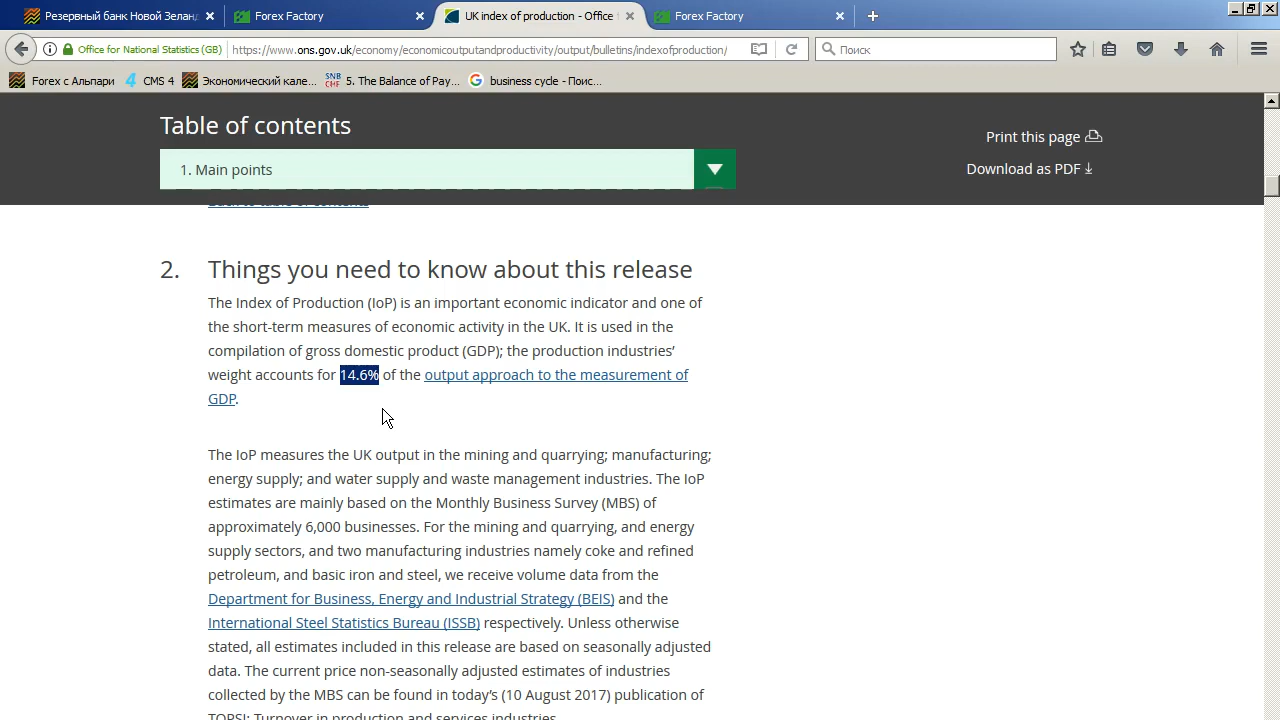 Резервный банк Новой Зелан
Forex Factory
UK index of production - Office
Forex Factory
Office for National Statistics (GB)
https://www.ons.gov.uk/economy/economicoutputandproductivity/output/bulletins/indexofproduction/
Поиск
Forex с Альпари
CMS 4
Экономический кале...
SNB CHF 5. The Balance of Pay...
business cycle - Поис...
Table of contents
Print this page
1. Main points
Download as PDF
Back to table of contents
2. Things you need to know about this release
The Index of Production (IoP) is an important economic indicator and one of
the short-term measures of economic activity in the UK. It is used in the
compilation of gross domestic product (GDP); the production industries’
weight accounts for 14.6% of the output approach to the measurement of
GDP.
The IoP measures the UK output in the mining and quarrying; manufacturing;
energy supply; and water supply and waste management industries. The IoP
estimates are mainly based on the Monthly Business Survey (MBS) of
approximately 6,000 businesses. For the mining and quarrying, and energy
supply sectors, and two manufacturing industries namely coke and refined
petroleum, and basic iron and steel, we receive volume data from the
Department for Business, Energy and Industrial Strategy (BEIS) and the
International Steel Statistics Bureau (ISSB) respectively. Unless otherwise
stated, all estimates included in this release are based on seasonally adjusted
data. The current price non-seasonally adjusted estimates of industries
collected by the MBS can be found in today’s (10 August 2017) publication of
TOPSI: Turnover in production and services industries.